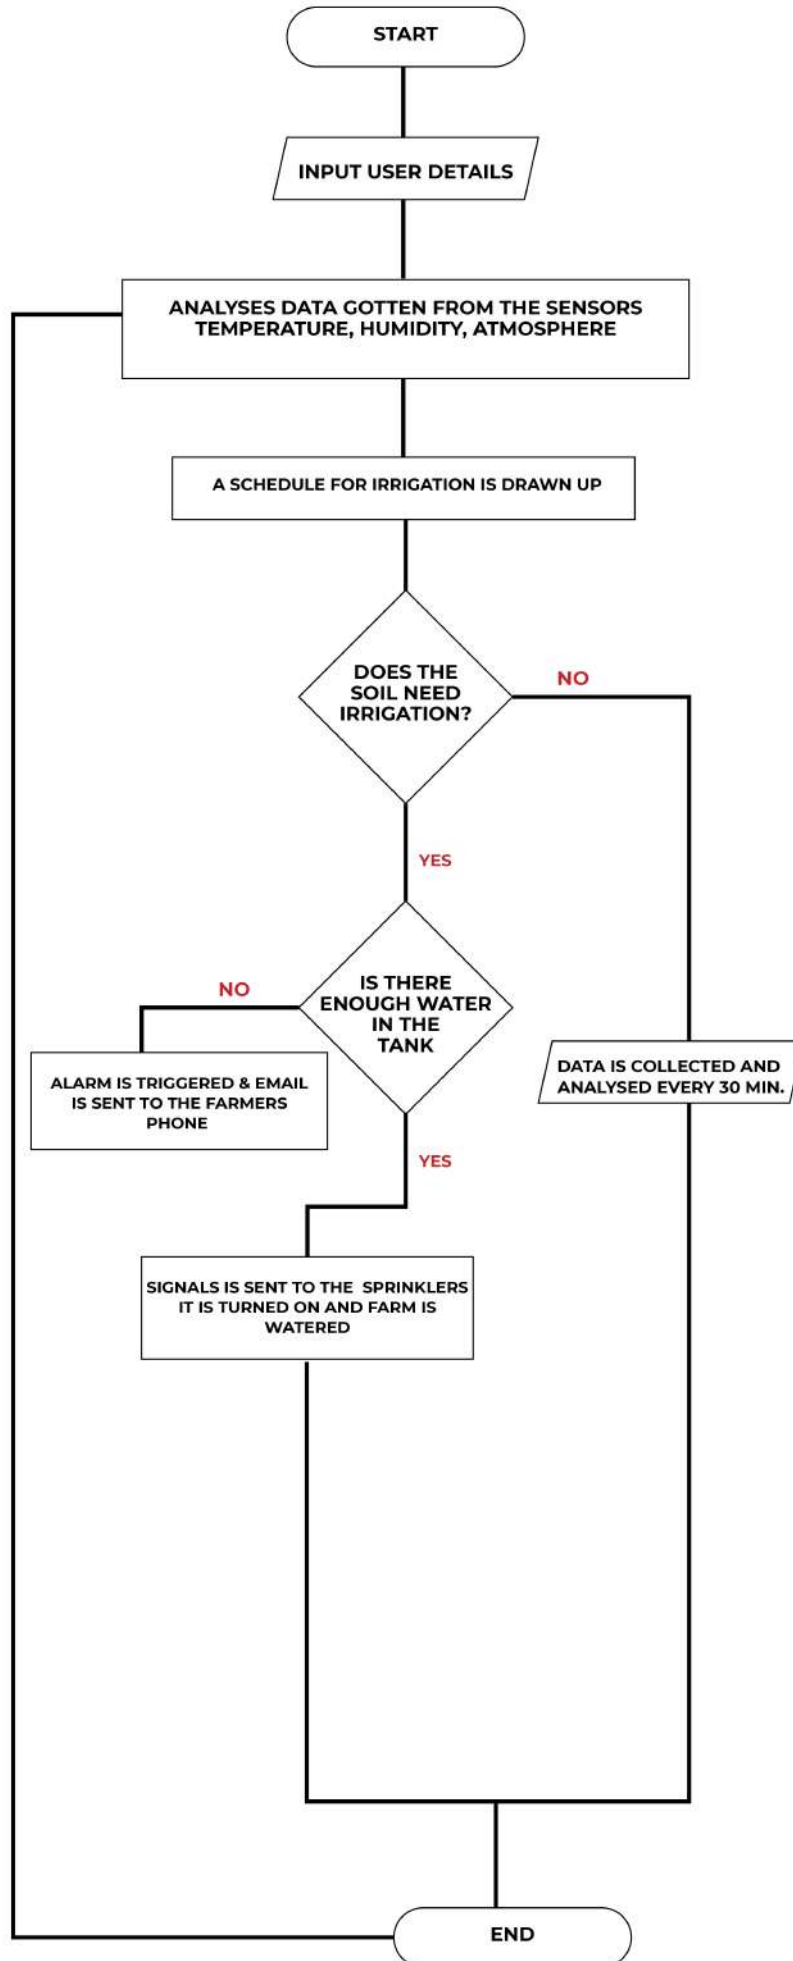 START
INPUT USER DETAILS
ANALYSES DATA GOTTEN FROM THE SENSORS
TEMPERATURE, HUMIDITY, ATMOSPHERE
A SCHEDULE FOR IRRIGATION IS DRAWN UP
DOES THE
SOIL NEED
IRRIGATION?
NO
YES
IS THERE
ENOUGH WATER
IN THE
TANK
NO
ALARM IS TRIGGERED & EMAIL
IS SENT TO THE FARMERS
PHONE
DATA IS COLLECTED AND
ANALYSED EVERY 30 MIN.
YES
SIGNALS IS SENT TO THE SPRINKLERS
IT IS TURNED ON AND FARM IS
WATERED
END